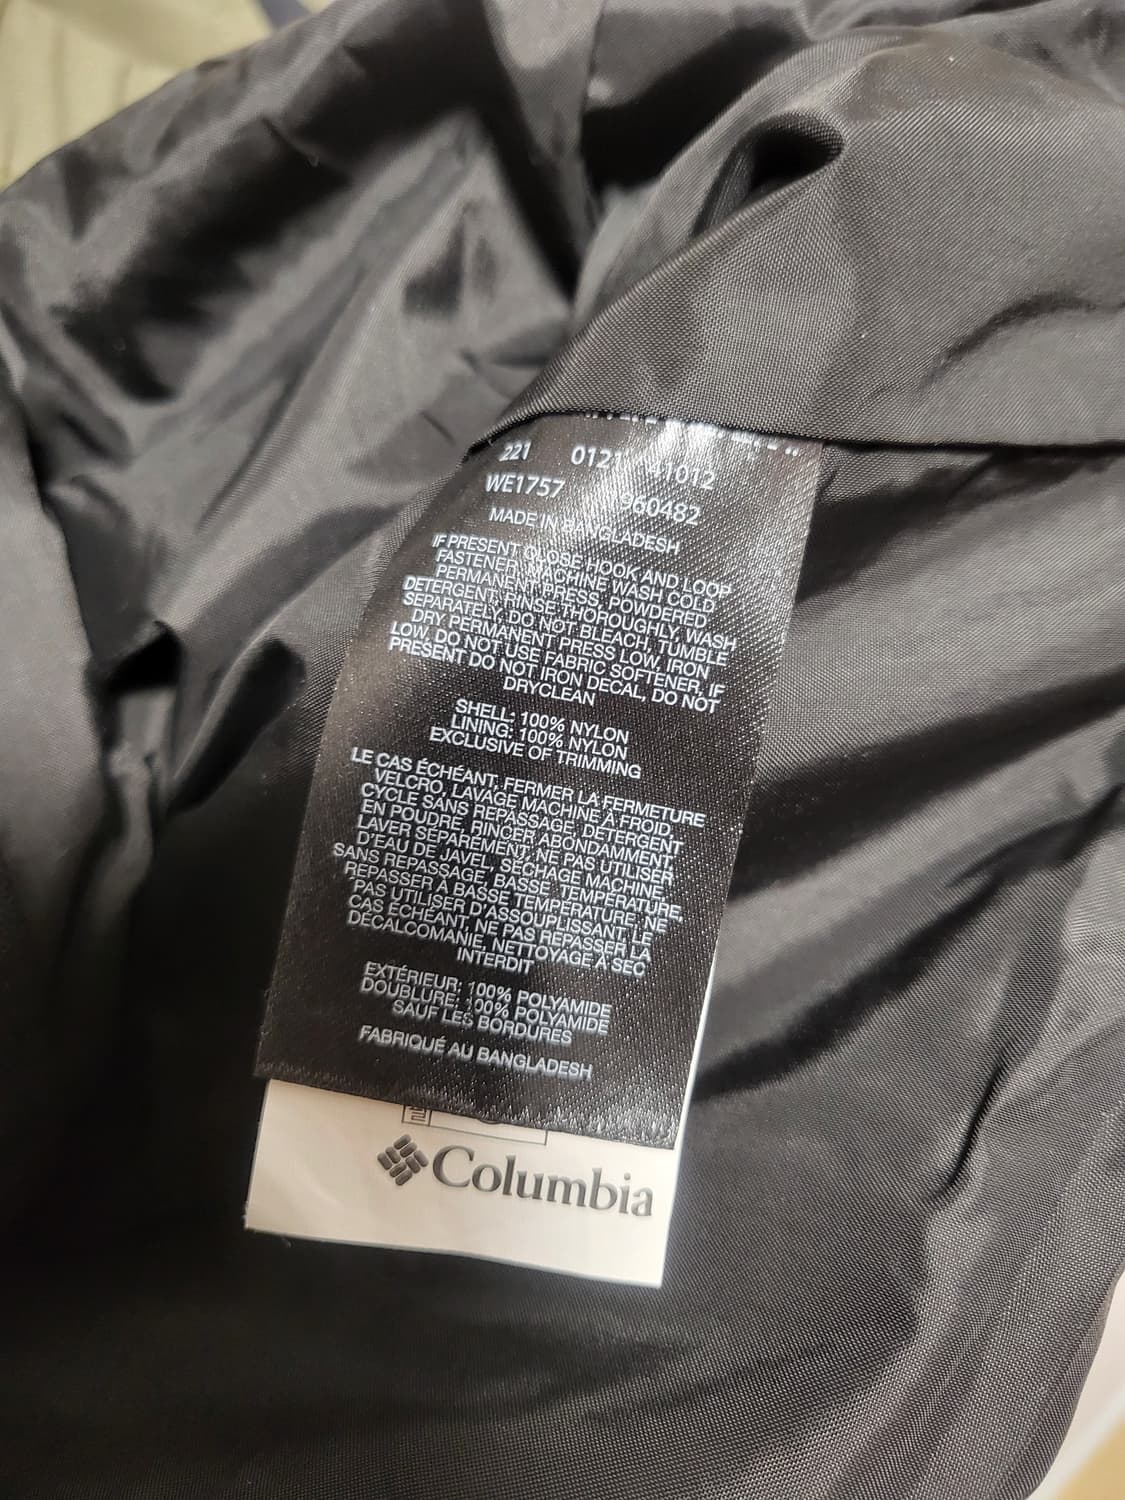 221 0121 41012
WE1757 960482
MADE IN BANGLADESH
IF PRESENT CLOSE HOOK AND LOOP
FASTENER, MACHINE WASH COLD
PERMANENT PRESS, POWDERED
DETERGENT, RINSE THOROUGHLY, WASH
SEPARATELY, DO NOT BLEACH, TUMBLE
DRY PERMANENT PRESS LOW, IRON
LOW, DO NOT USE FABRIC SOFTENER, IF
PRESENT DO NOT IRON DECAL, DO NOT
DRYCLEAN
SHELL: 100% NYLON
LINING: 100% NYLON
EXCLUSIVE OF TRIMMING
LE CAS ÉCHÉANT, FERMER LA FERMETURE
VELCRO, LAVAGE MACHINE À FROID,
CYCLE SANS REPASSAGE, DÉTERGENT
EN POUDRE, RINCER ABONDAMMENT,
LAVER SÉPARÉMENT, NE PAS UTILISER
D'EAU DE JAVEL, SÉCHAGE MACHINE
SANS REPASSAGE, BASSE TEMPÉRATURE,
REPASSER À BASSE TEMPÉRATURE, NE
PAS UTILISER D'ASSOUPLISSANT, LE
CAS ÉCHÉANT, NE PAS REPASSER LA
DÉCALCOMANIE, NETTOYAGE À SEC
INTERDIT
EXTÉRIEUR: 100% POLYAMIDE
DOUBLURE: 100% POLYAMIDE
SAUF LES BORDURES
FABRIQUÉ AU BANGLADESH
Columbia